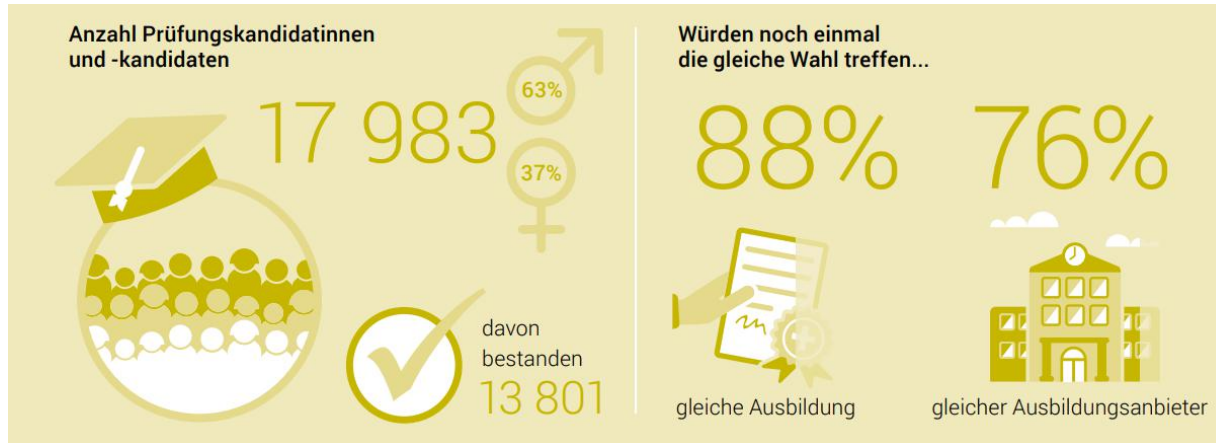 Anzahl Prüfungskandidatinnen
und -kandidaten
17 983
63%
37%
davon
bestanden
13 801
Würden noch einmal
die gleiche Wahl treffen...
88%
76%
gleiche Ausbildung
gleicher Ausbildungsanbieter